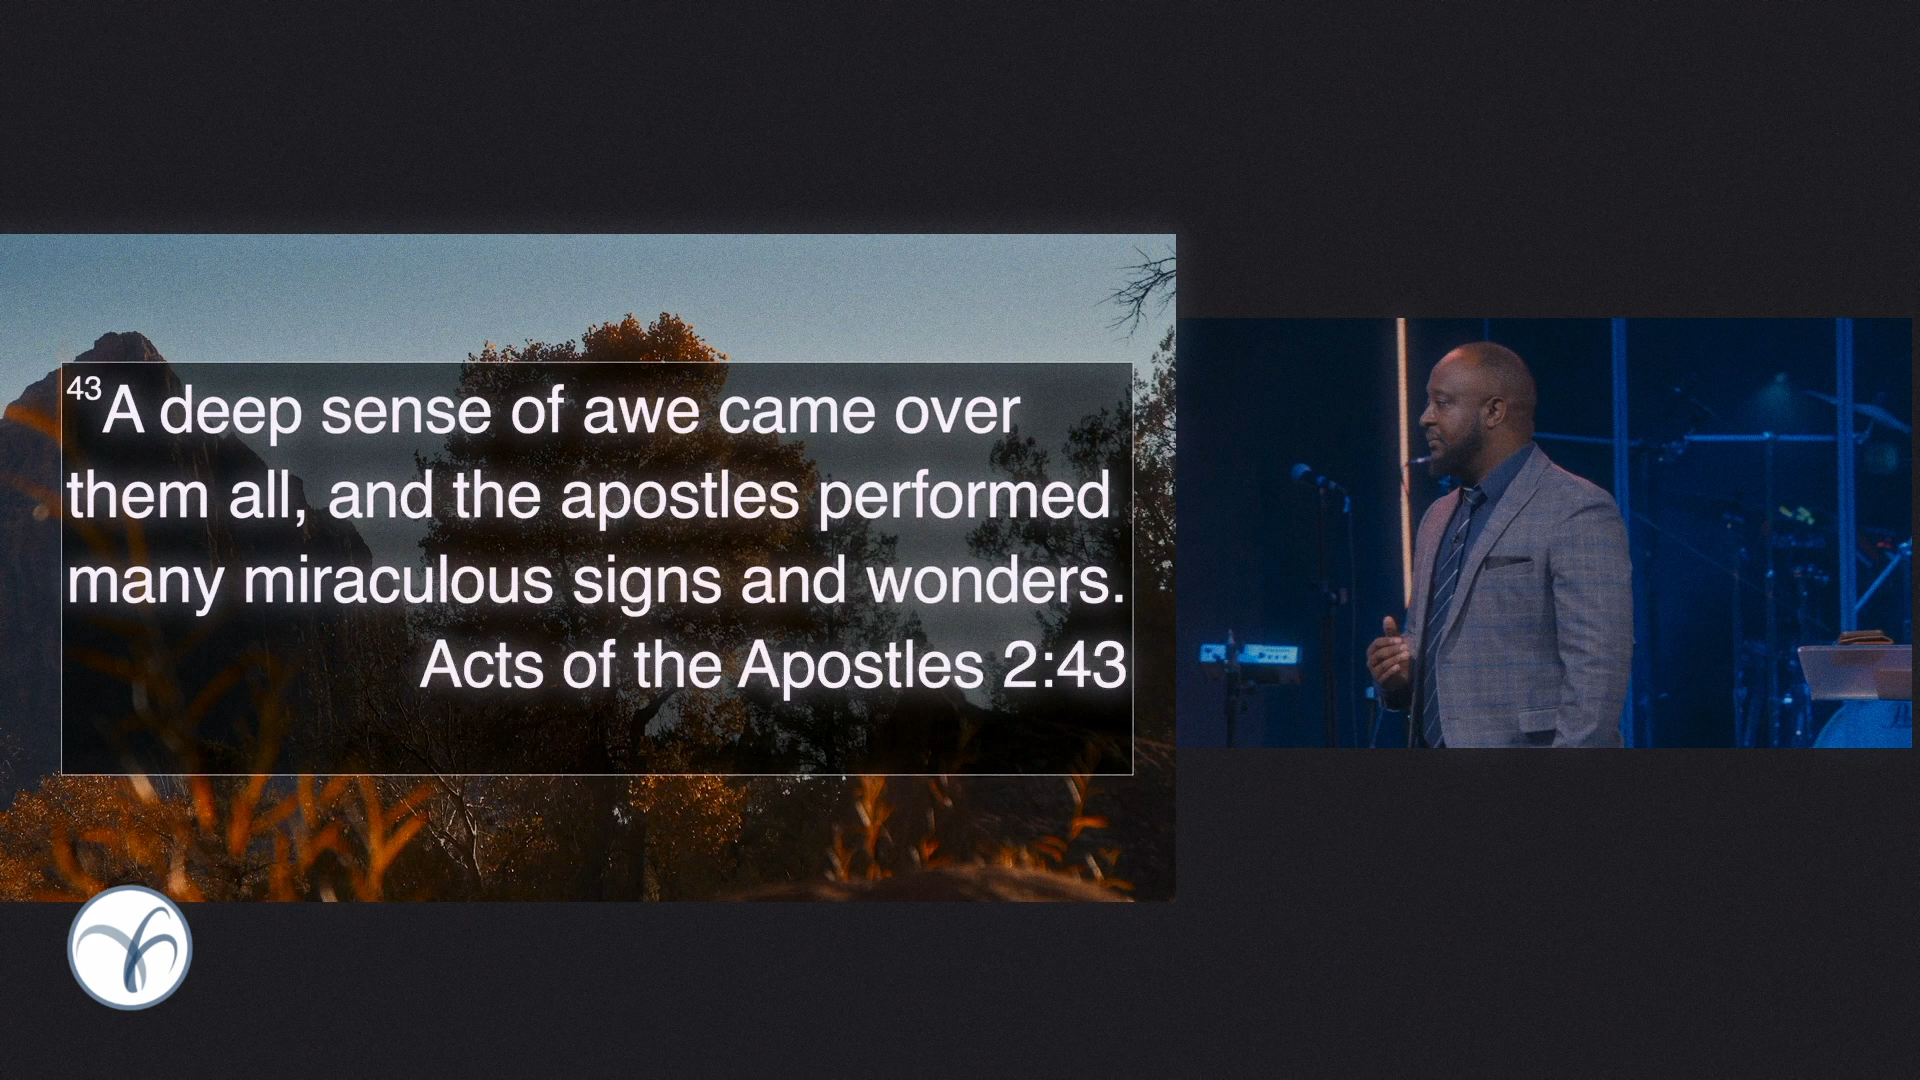 43A deep sense of awe came over
them all, and the apostles performed
many miraculous signs and wonders.
Acts of the Apostles 2:43